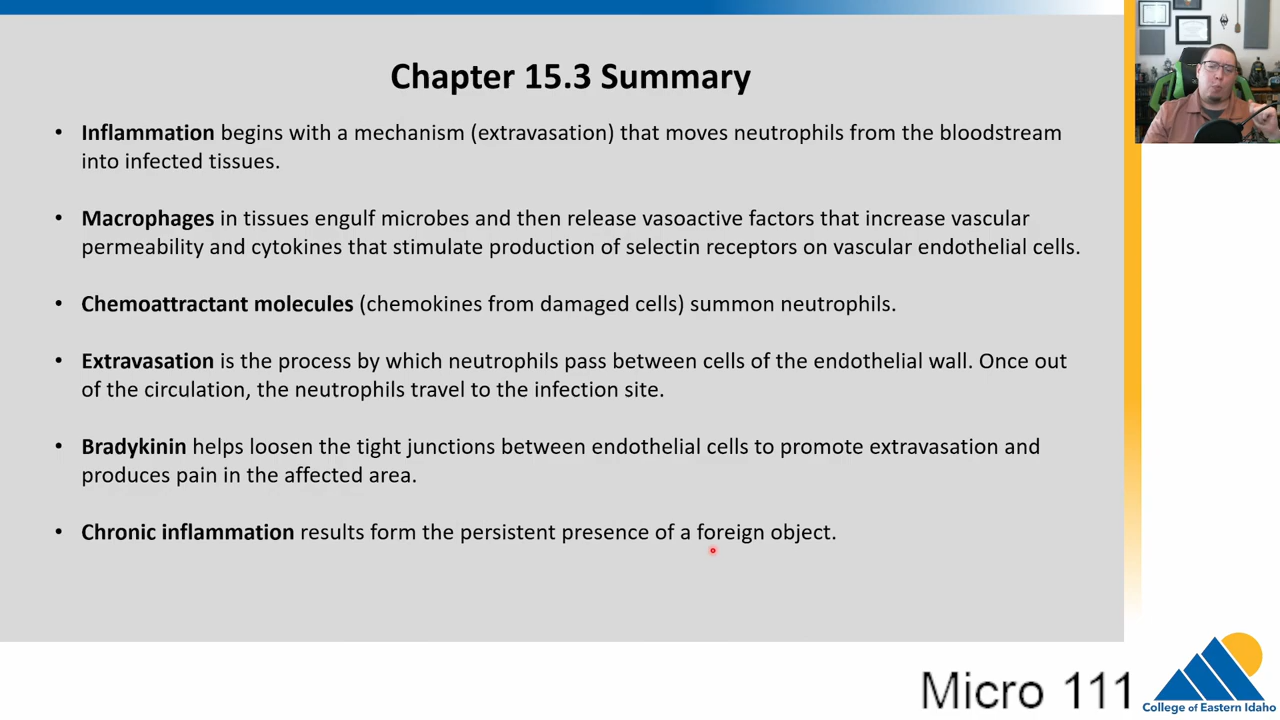 Chapter 15.3 Summary
• Inflammation begins with a mechanism (extravasation) that moves neutrophils from the bloodstream
into infected tissues.
• Macrophages in tissues engulf microbes and then release vasoactive factors that increase vascular
permeability and cytokines that stimulate production of selectin receptors on vascular endothelial cells.
• Chemoattractant molecules (chemokines from damaged cells) summon neutrophils.
• Extravasation is the process by which neutrophils pass between cells of the endothelial wall. Once out
of the circulation, the neutrophils travel to the infection site.
• Bradykinin helps loosen the tight junctions between endothelial cells to promote extravasation and
produces pain in the affected area.
• Chronic inflammation results form the persistent presence of a foreign object.
Micro 111
College of Eastern Idaho